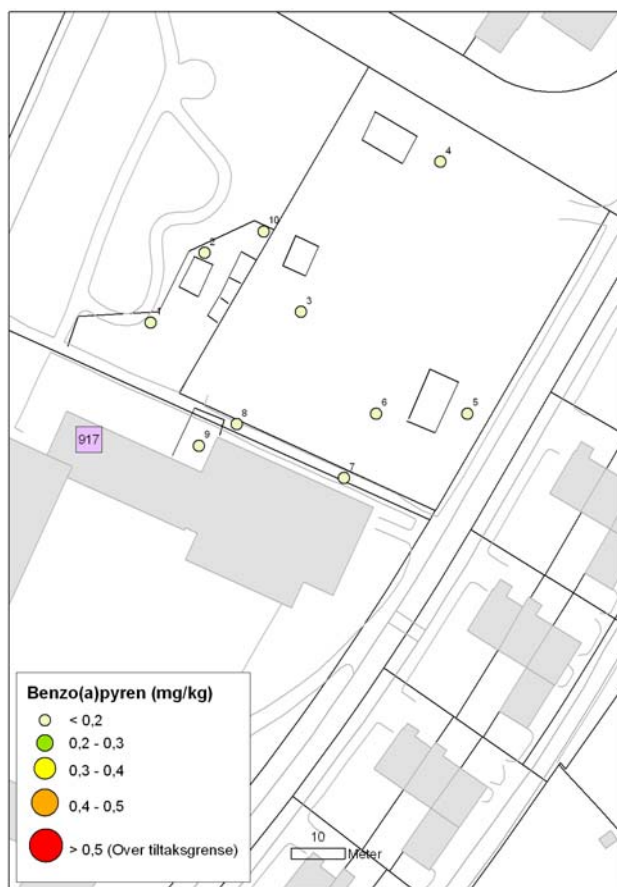 4
10
2
3
1
6
5
8
9
7
917
Benzo(a)pyren (mg/kg)
< 0,2
0,2 - 0,3
0,3 - 0,4
0,4 - 0,5
> 0,5 (Over tiltaksgrense)
10
Meter